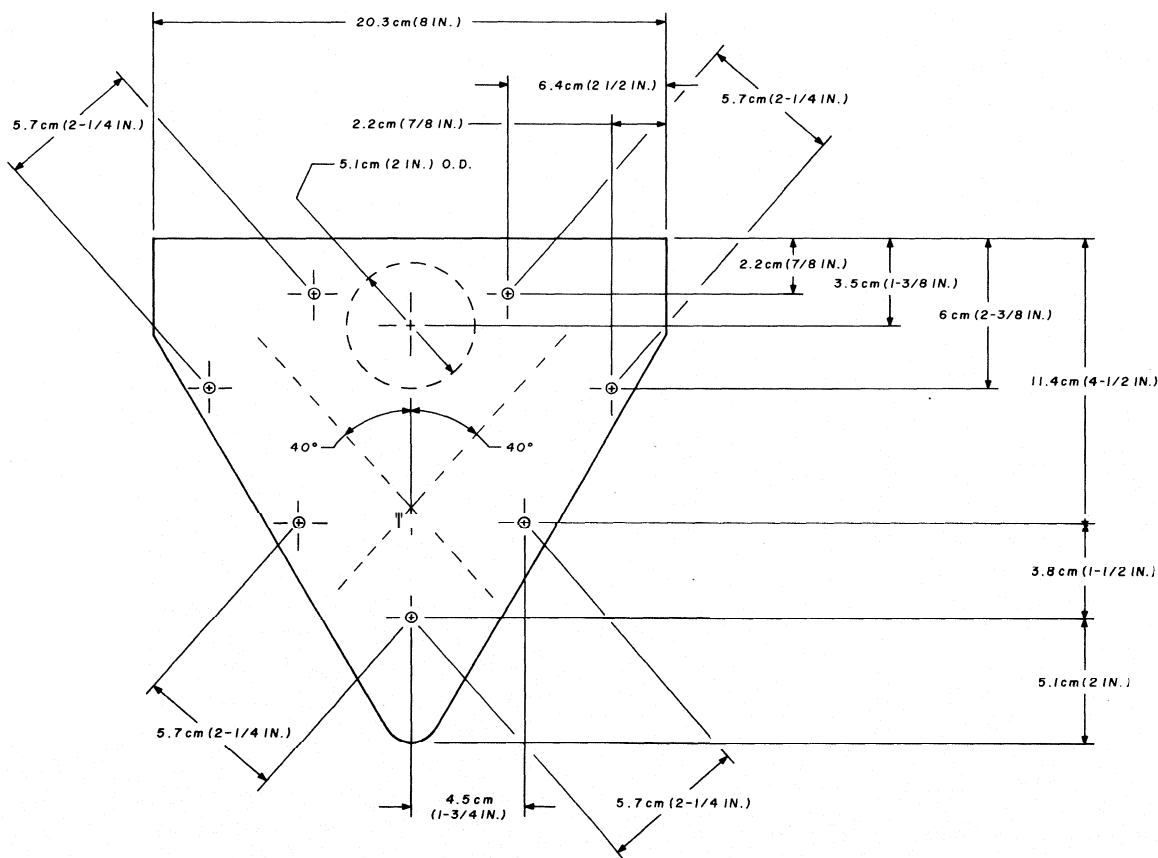 20.3cm(8 IN.)
6.4cm(2 1/2 IN.)
5.7cm(2-1/4 IN.)
5.7cm(2-1/4 IN.)
2.2cm(7/8 IN.)
5.1cm(2 IN.) O.D.
2.2cm(7/8 IN.)
3.5cm(1-3/8 IN.)
6cm(2-3/8 IN.)
11.4cm(4-1/2 IN.)
40°
40°
3.8cm(1-1/2 IN.)
5.1cm(2 IN.)
5.7cm(2-1/4 IN.)
4.5cm
(1-3/4 IN.)
5.7cm(2-1/4 IN.)